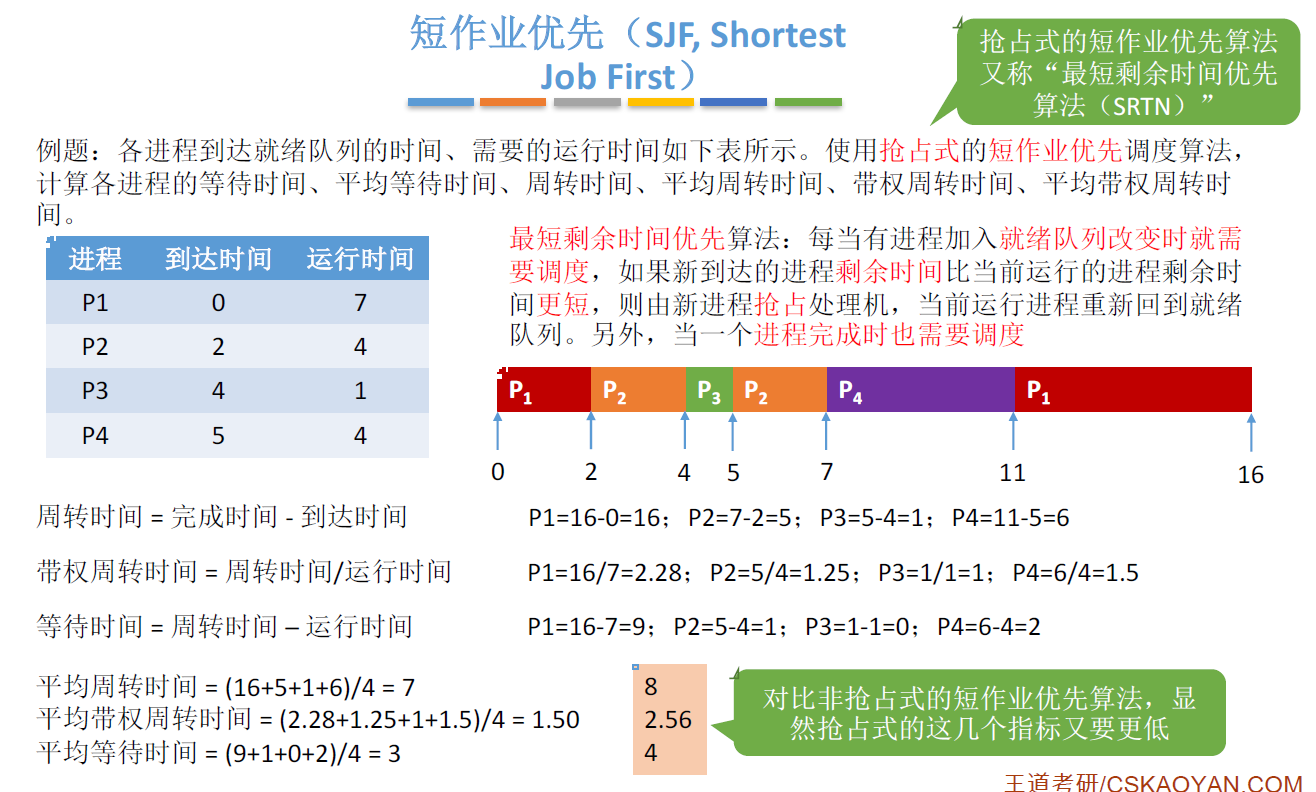 短作业优先（SJF, Shortest
Job First）
抢占式的短作业优先算法
又称“最短剩余时间优先
算法（SRTN）”
例题：各进程到达就绪队列的时间、需要的运行时间如下表所示。使用抢占式的短作业优先调度算法，
计算各进程的等待时间、平均等待时间、周转时间、平均周转时间、带权周转时间、平均带权周转时
间。
进程 到达时间 运行时间
P1 0 7
P2 2 4
P3 4 1
P4 5 4
最短剩余时间优先算法：每当有进程加入就绪队列改变时就需
要调度，如果新到达的进程剩余时间比当前运行的进程剩余时
间更短，则由新进程抢占处理机，当前运行进程重新回到就绪
队列。另外，当一个进程完成时也需要调度
P1 P2 P3 P2 P4 P1
0 2 4 5 7 11 16
周转时间 = 完成时间 - 到达时间 P1=16-0=16；P2=7-2=5；P3=5-4=1；P4=11-5=6
带权周转时间 = 周转时间/运行时间 P1=16/7=2.28；P2=5/4=1.25；P3=1/1=1；P4=6/4=1.5
等待时间 = 周转时间 – 运行时间 P1=16-7=9；P2=5-4=1；P3=1-1=0；P4=6-4=2
平均周转时间 = (16+5+1+6)/4 = 7
平均带权周转时间 = (2.28+1.25+1+1.5)/4 = 1.50
平均等待时间 = (9+1+0+2)/4 = 3
8
2.56
4
对比非抢占式的短作业优先算法，显
然抢占式的这几个指标又要更低
王道考研/CSKAOYAN.COM